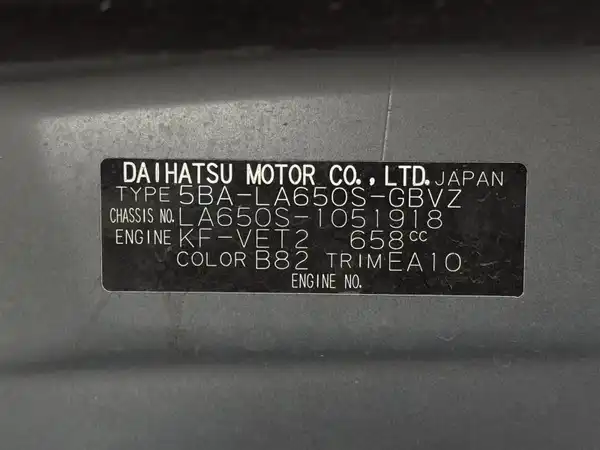 DAIHATSU MOTOR CO., LTD. JAPAN
TYPE 5BA-LA650S-GBVZ
CHASSIS NO. LA650S-1051918
ENGINE KF-VET2 658cc
COLOR B82 TRIM EA10
ENGINE NO.